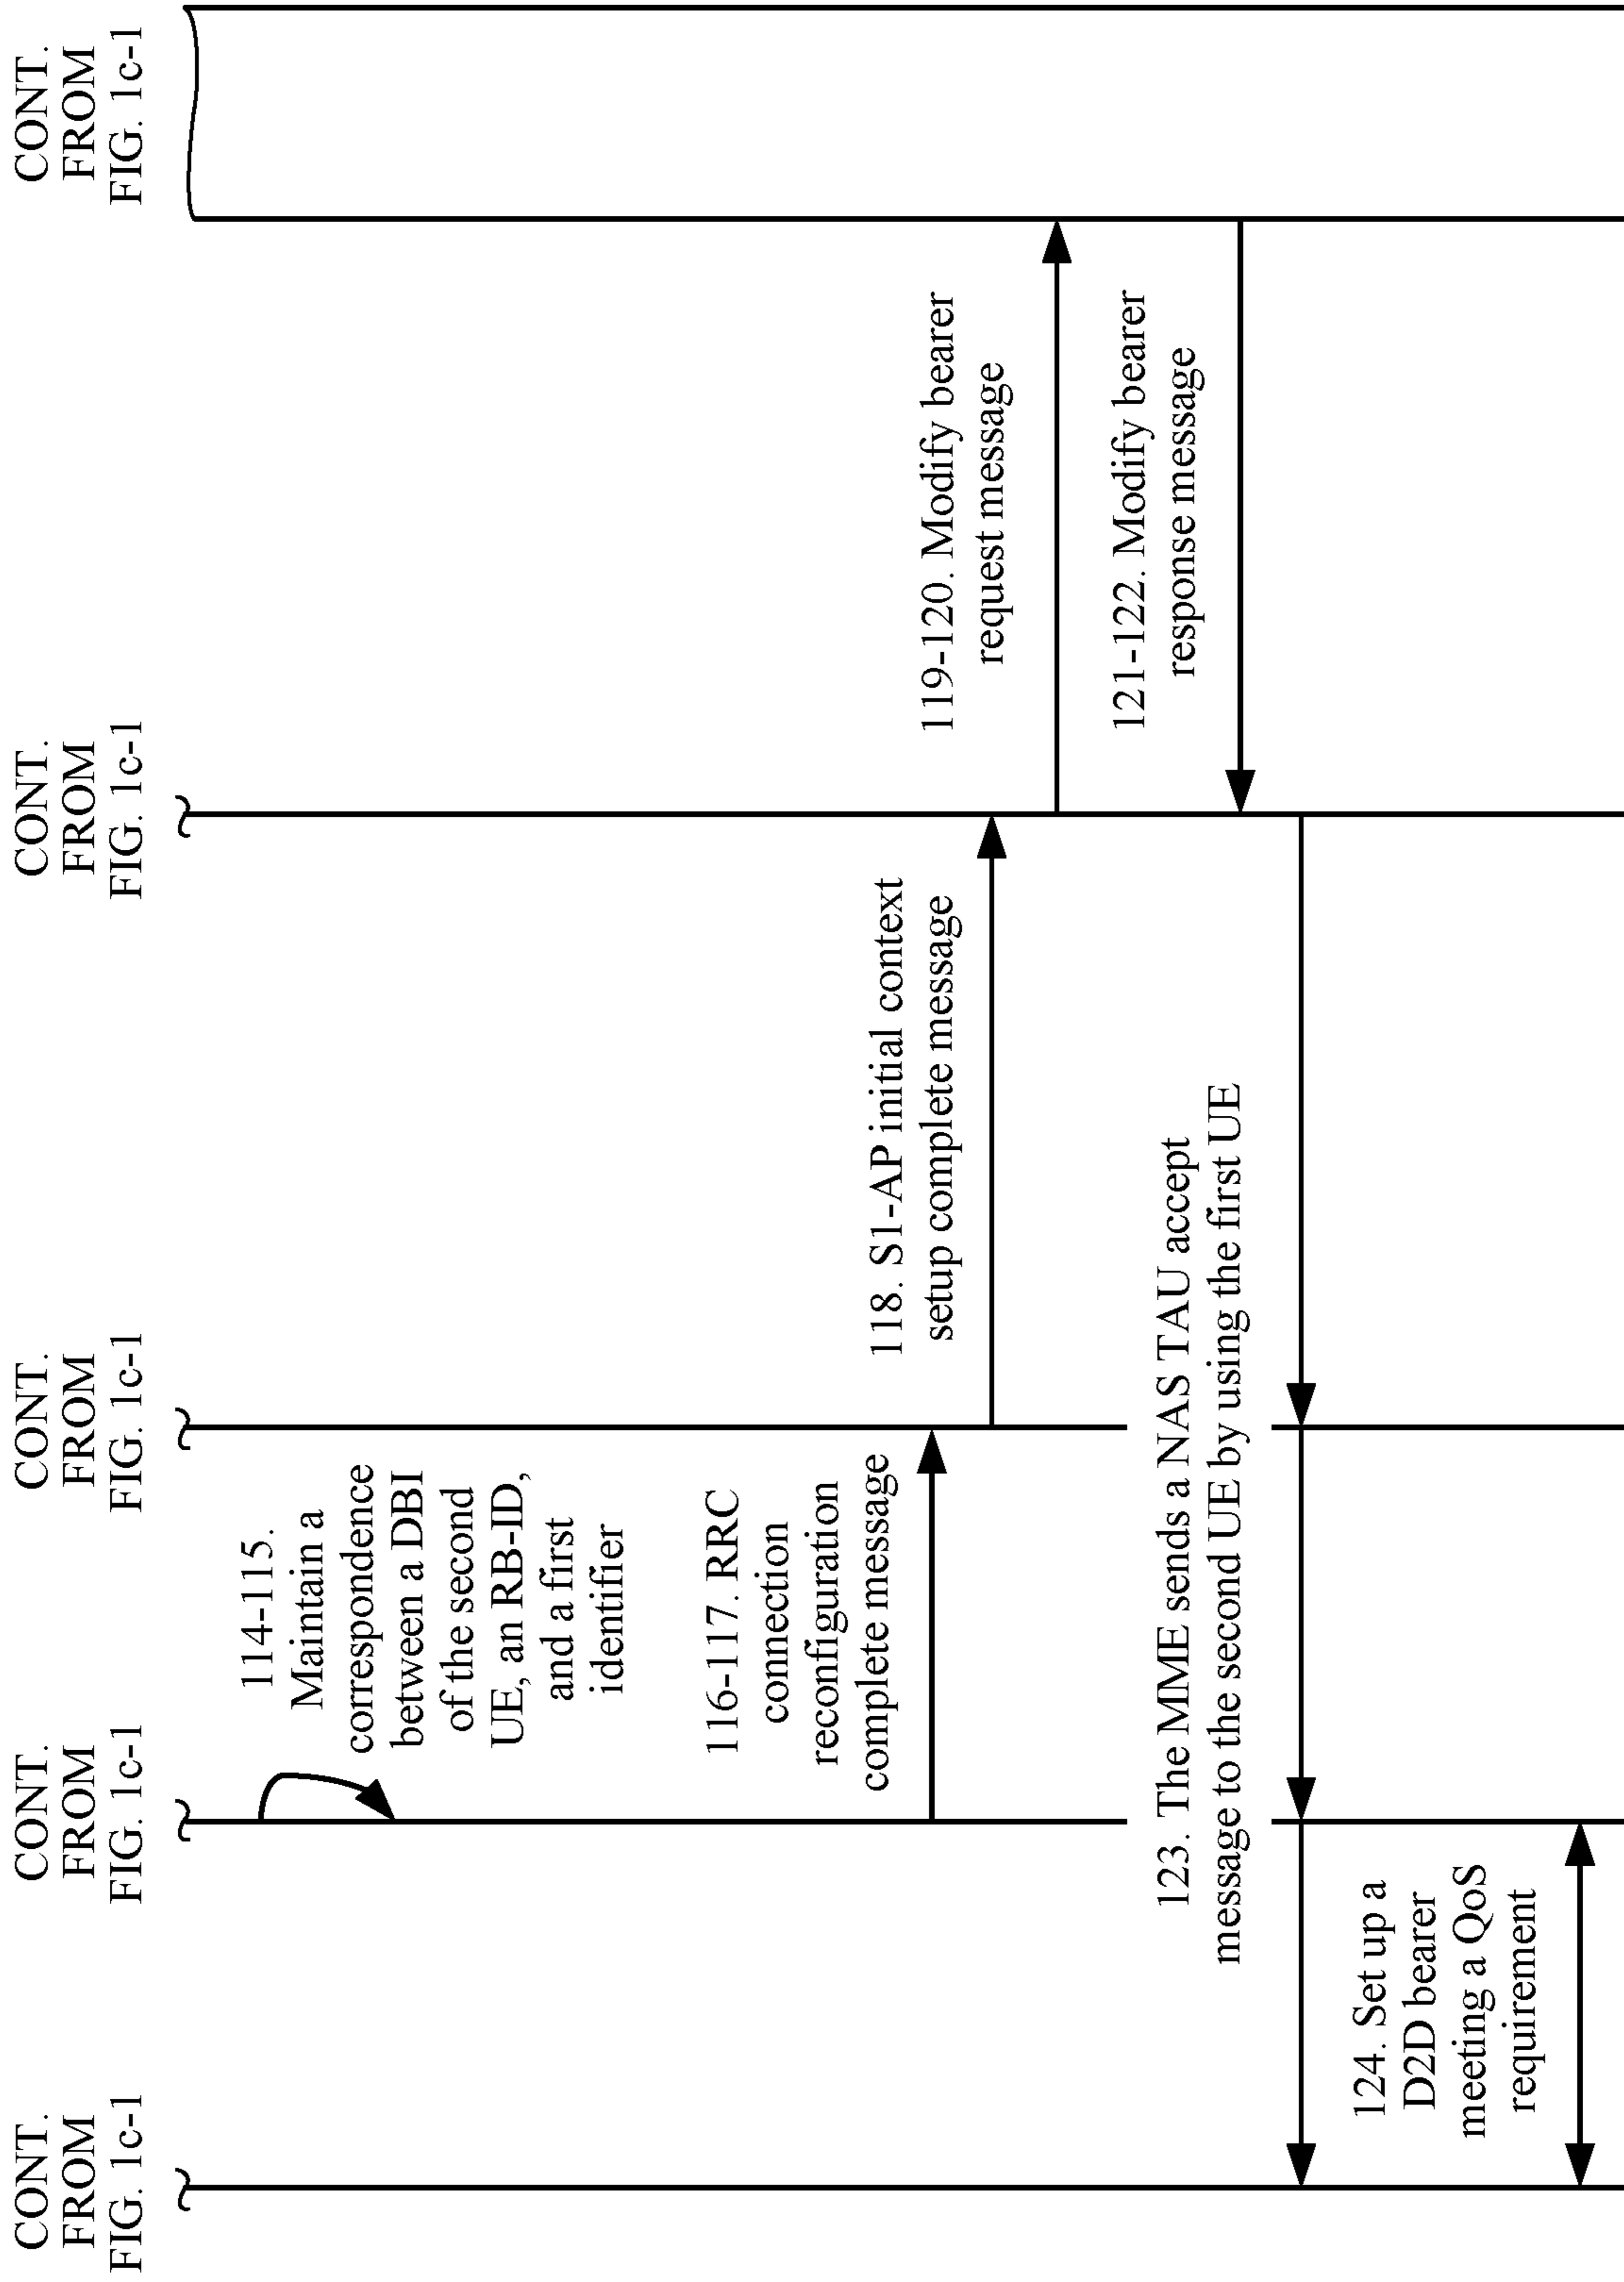 CONT.
FROM
FIG. 1c-1
CONT.
FROM
FIG. 1c-1
CONT.
FROM
FIG. 1c-1
CONT.
FROM
FIG. 1c-1
CONT.
FROM
FIG. 1c-1
114-115.
Maintain a
correspondence
between a DBI
of the second
UE, an RB-ID,
and a first
identifier
116-117. RRC
connection
reconfiguration
complete message
118. S1-AP initial context
setup complete message
119-120. Modify bearer
request message
121-122. Modify bearer
response message
123. The MME sends a NAS TAU accept
message to the second UE by using the first UE
124. Set up a
D2D bearer
meeting a QoS
requirement